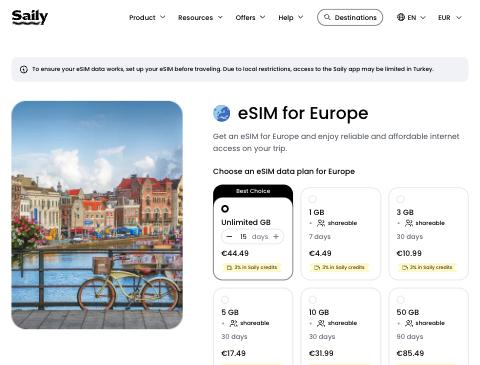 Saily
Product Resources Offers Help Destinations EN EUR
To ensure your eSIM data works, set up your eSIM before traveling. Due to local restrictions, access to the Saily app may be limited in Turkey.
eSIM for Europe
Get an eSIM for Europe and enjoy reliable and affordable internet
access on your trip.
Choose an eSIM data plan for Europe
Best Choice
Unlimited GB
− 15 days +
€44.49
3% in Saily credits
1 GB
• shareable
7 days
€4.49
3% in Saily credits
3 GB
• shareable
30 days
€10.99
3% in Saily credits
5 GB
• shareable
30 days
€17.49
10 GB
• shareable
30 days
€31.99
50 GB
• shareable
90 days
€85.49